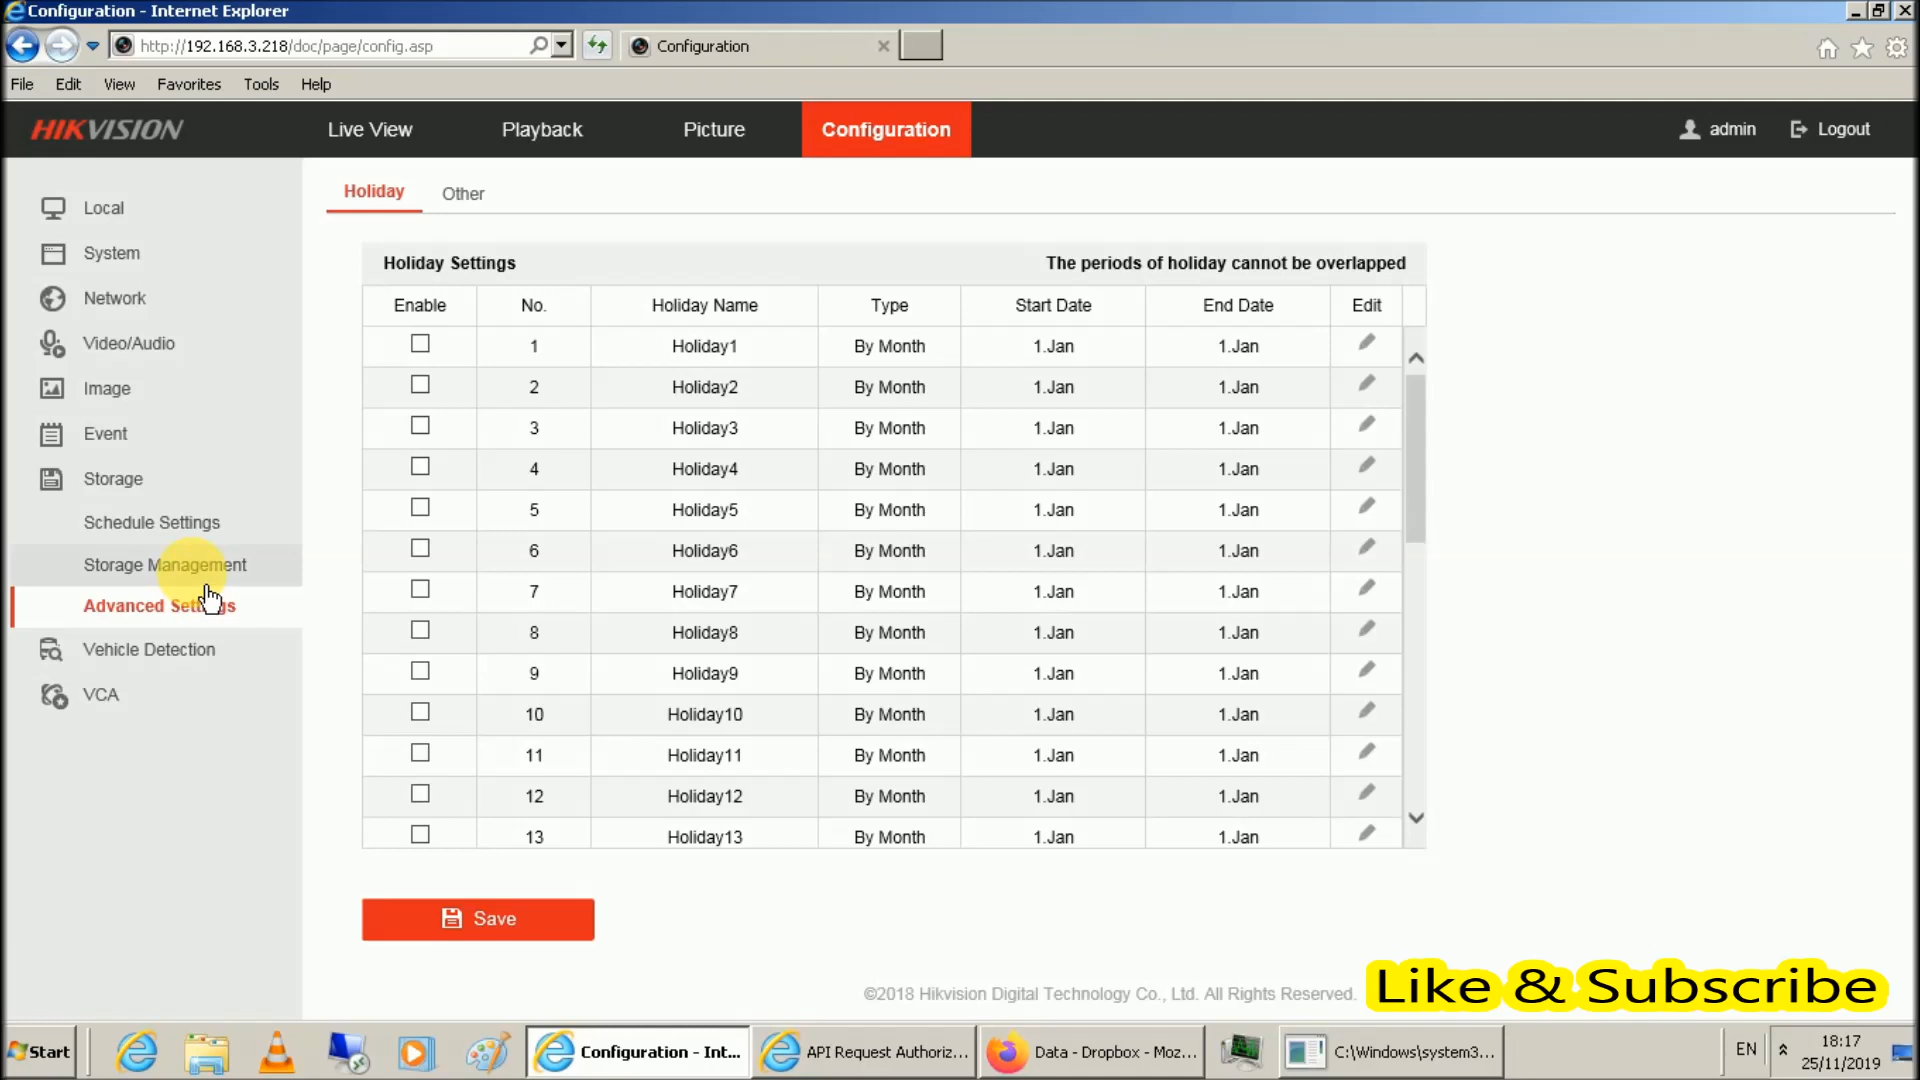 Configuration - Internet Explorer
http://192.168.3.218/doc/page/config.asp
Configuration
File Edit View Favorites Tools Help
HIKVISION Live View Playback Picture Configuration admin Logout
Local
System
Network
Video/Audio
Image
Event
Storage
Schedule Settings
Storage Management
Advanced Settings
Vehicle Detection
VCA
Holiday Other
Holiday Settings The periods of holiday cannot be overlapped
Enable No. Holiday Name Type Start Date End Date Edit
1 Holiday1 By Month 1.Jan 1.Jan
2 Holiday2 By Month 1.Jan 1.Jan
3 Holiday3 By Month 1.Jan 1.Jan
4 Holiday4 By Month 1.Jan 1.Jan
5 Holiday5 By Month 1.Jan 1.Jan
6 Holiday6 By Month 1.Jan 1.Jan
7 Holiday7 By Month 1.Jan 1.Jan
8 Holiday8 By Month 1.Jan 1.Jan
9 Holiday9 By Month 1.Jan 1.Jan
10 Holiday10 By Month 1.Jan 1.Jan
11 Holiday11 By Month 1.Jan 1.Jan
12 Holiday12 By Month 1.Jan 1.Jan
13 Holiday13 By Month 1.Jan 1.Jan
Save
©2018 Hikvision Digital Technology Co., Ltd. All Rights Reserved.
Like & Subscribe
Start Configuration - Int... API Request Authoriz... Data - Dropbox - Moz... C:\Windows\system3... EN 18:17
25/11/2019